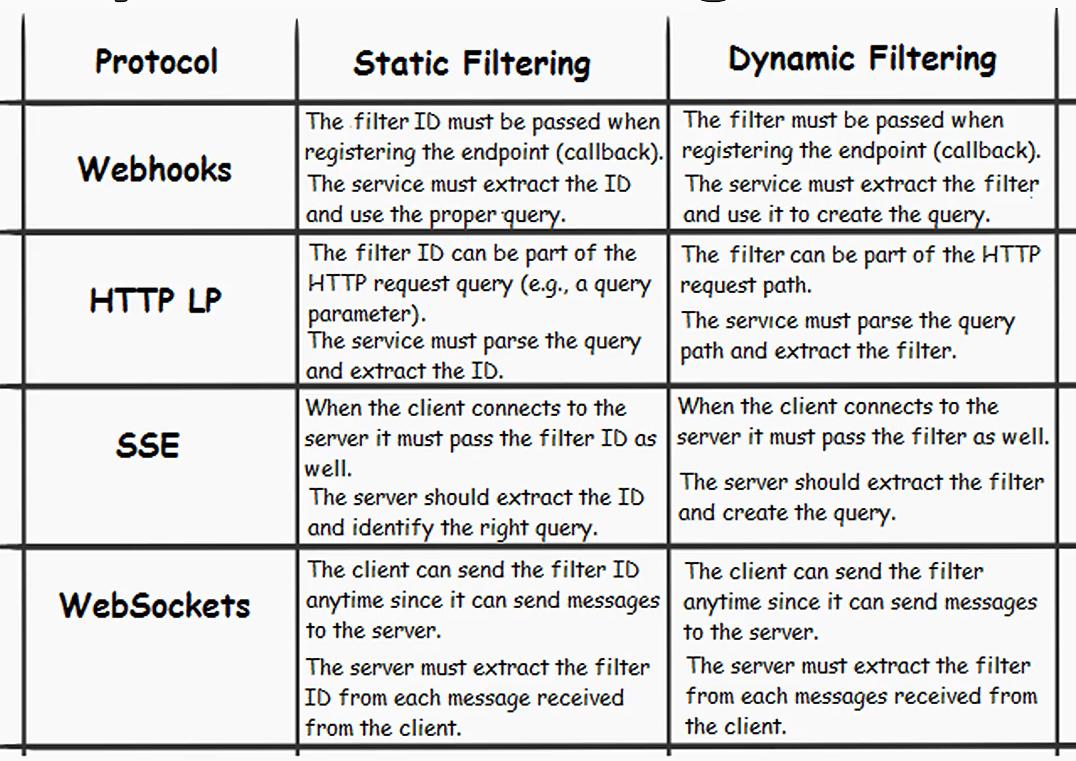 Protocol
Static Filtering
Dynamic Filtering
Webhooks
The filter ID must be passed when
registering the endpoint (callback).
The service must extract the ID
and use the proper query.
The filter must be passed when
registering the endpoint (callback).
The service must extract the filter
and use it to create the query.
HTTP LP
The filter ID can be part of the
HTTP request query (e.g., a query
parameter).
The service must parse the query
and extract the ID.
The filter can be part of the HTTP
request path.
The service must parse the query
path and extract the filter.
SSE
When the client connects to the
server it must pass the filter ID as
well.
The server should extract the ID
and identify the right query.
When the client connects to the
server it must pass the filter as well.
The server should extract the filter
and create the query.
WebSockets
The client can send the filter ID
anytime since it can send messages
to the server.
The server must extract the filter
ID from each message received
from the client.
The client can send the filter
anytime since it can send messages
to the server.
The server must extract the filter
from each messages received from
the client.